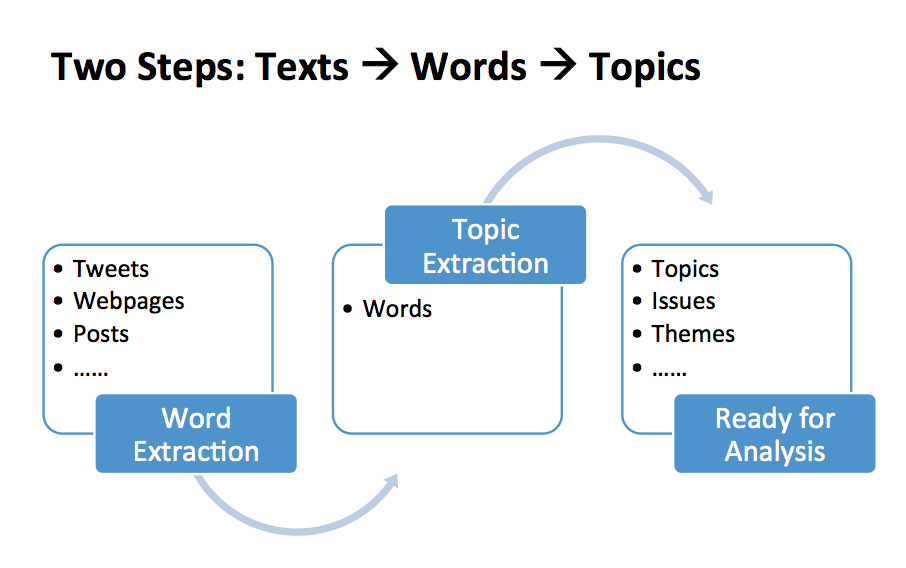 Two Steps: Texts → Words → Topics
• Tweets
• Webpages
• Posts
• ……
Word
Extraction
Topic
Extraction
• Words
• Topics
• Issues
• Themes
• ……
Ready for
Analysis